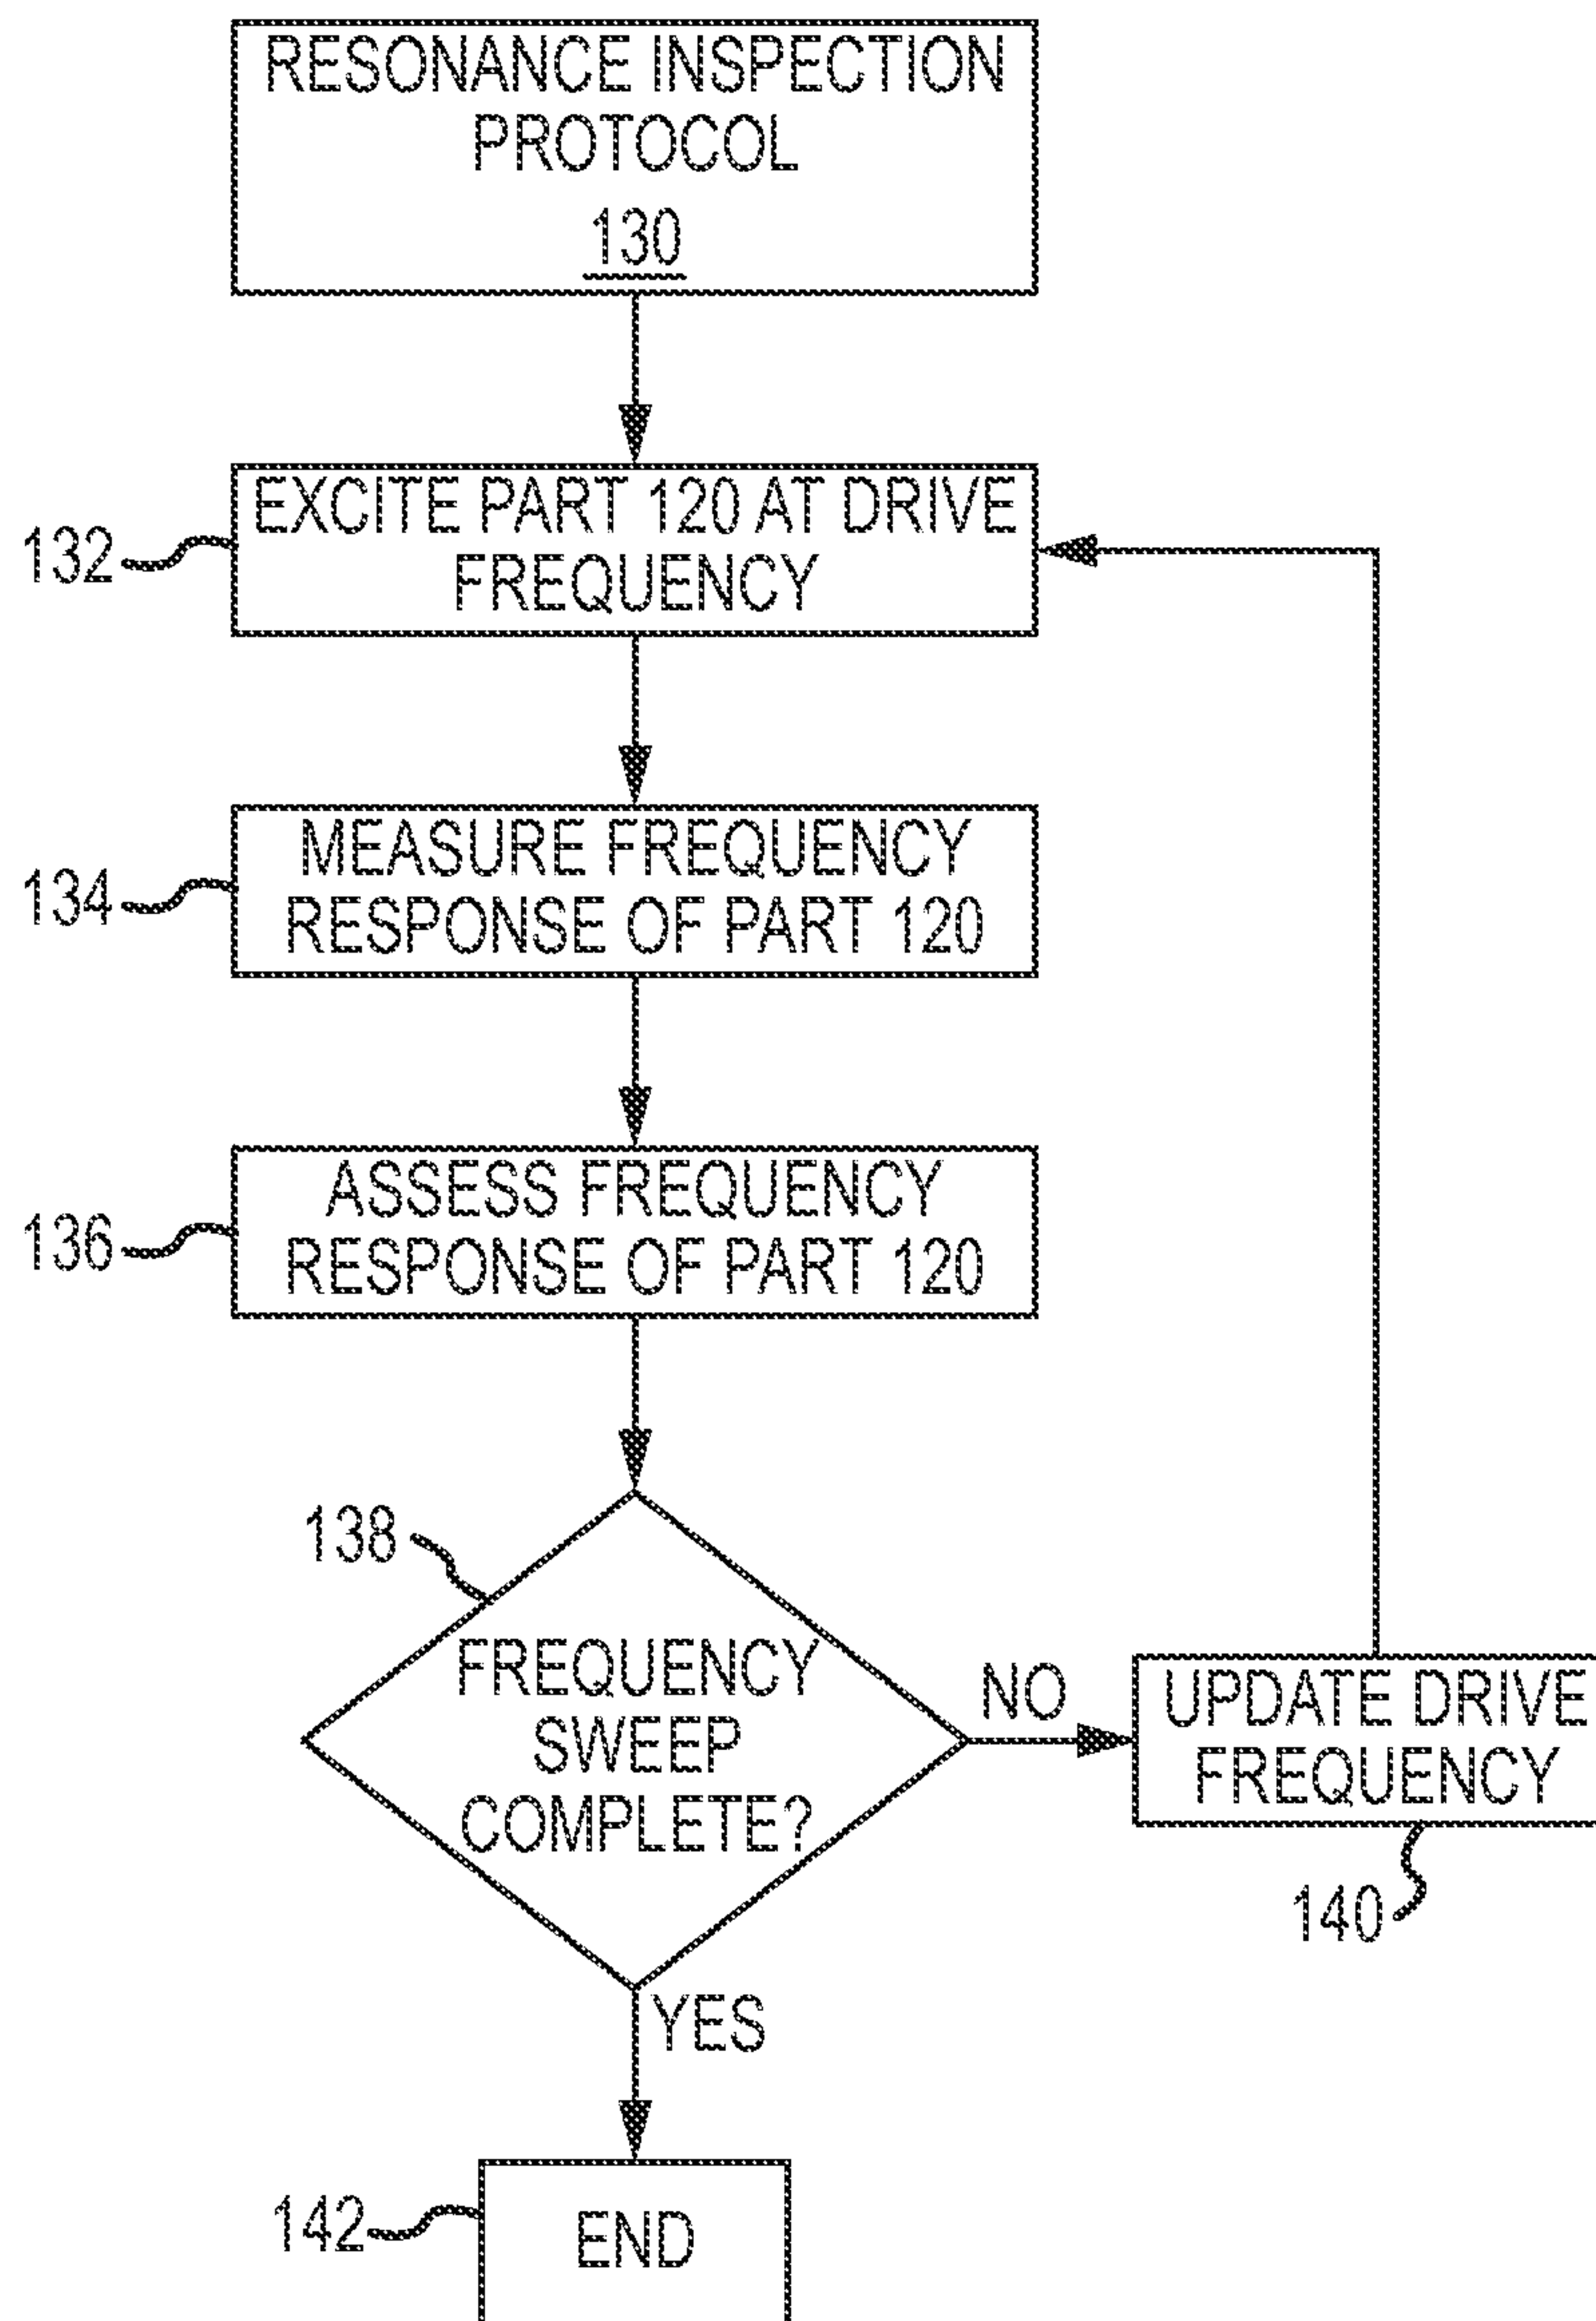 RESONANCE INSPECTION
PROTOCOL
130
132
EXCITE PART 120 AT DRIVE
FREQUENCY
134
MEASURE FREQUENCY
RESPONSE OF PART 120
136
ASSESS FREQUENCY
RESPONSE OF PART 120
138
FREQUENCY
SWEEP
COMPLETE?
NO
UPDATE DRIVE
FREQUENCY
140
YES
142
END